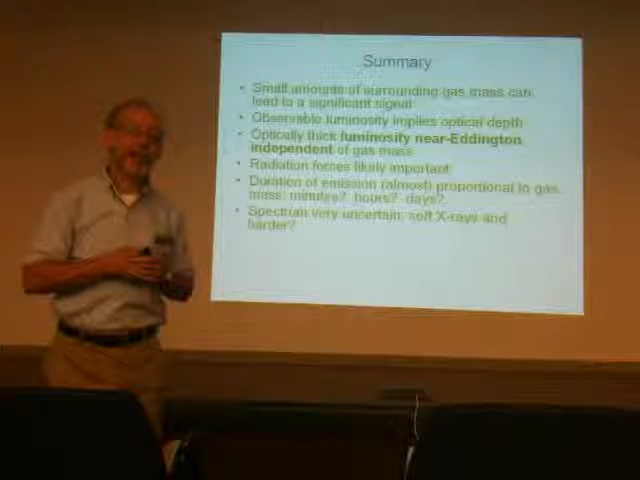 Summary
• Small amounts of surrounding gas mass can
lead to a significant signal
• Observable luminosity implies optical depth
• Optically thick luminosity near-Eddington,
independent of gas mass
• Radiation forces likely important
• Duration of emission (almost) proportional to gas
mass: minutes? hours? days?
• Spectrum very uncertain: soft X-rays and
harder?